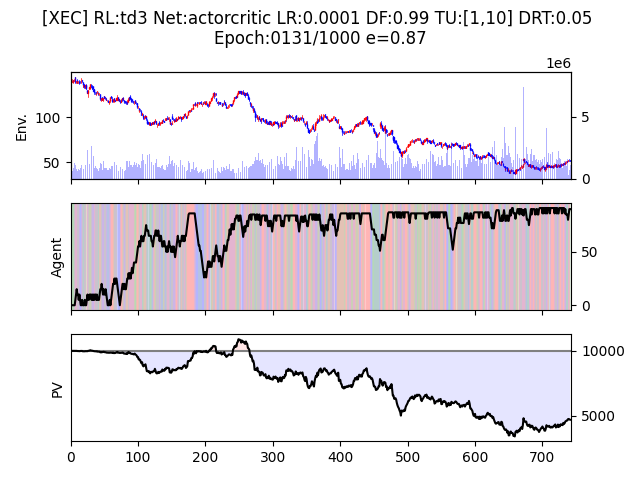 [XEC] RL:td3 Net:actorcritic LR:0.0001 DF:0.99 TU:[1,10] DRT:0.05
Epoch:0131/1000 e=0.87
1e6
Env.
100
50
5
0
Agent
50
0
PV
10000
5000
0 100 200 300 400 500 600 700